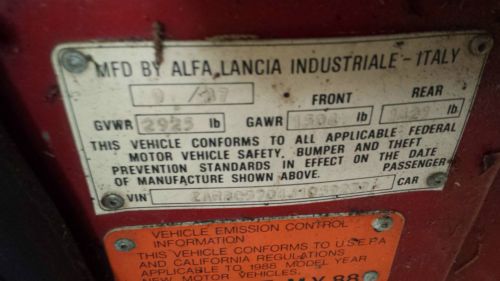 MFD BY ALFA LANCIA INDUSTRIALE - ITALY
FRONT REAR
GVWR 2925 lb GAWR lb lb
THIS VEHICLE CONFORMS TO ALL APPLICABLE FEDERAL
MOTOR VEHICLE SAFETY, BUMPER AND THEFT
PREVENTION STANDARDS IN EFFECT ON THE DATE
OF MANUFACTURE SHOWN ABOVE. PASSENGER
VIN CAR
VEHICLE EMISSION CONTROL
INFORMATION
THIS VEHICLE CONFORMS TO U.S.E.P.A
AND CALIFORNIA REGULATIONS
APPLICABLE TO 1988 MODEL YEAR
NEW MOTOR VEHICLES.
M.Y.88